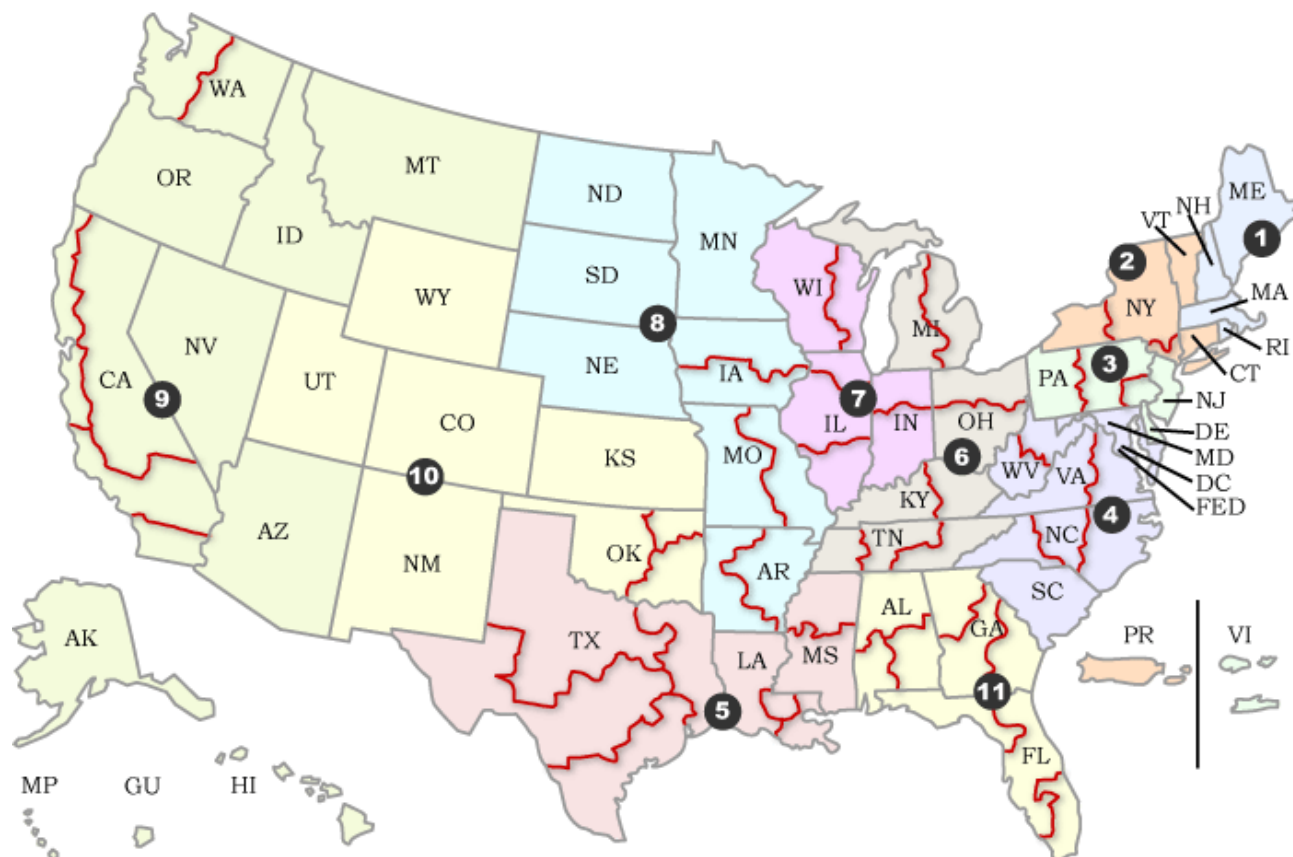 WA
ME
NH
VT
MT
ND
OR
1
MN
2
ID
MA
SD
WI
WY
NY
8
MI
RI
NV
3
NE
IA
PA
CT
UT
CA
7
9
NJ
CO
IL
IN
OH
DE
MO
6
KS
MD
WV
VA
10
DC
KY
FED
4
AZ
TN
NC
OK
NM
AR
SC
AL
AK
GA
PR
VI
TX
LA
MS
11
5
FL
MP
GU
HI